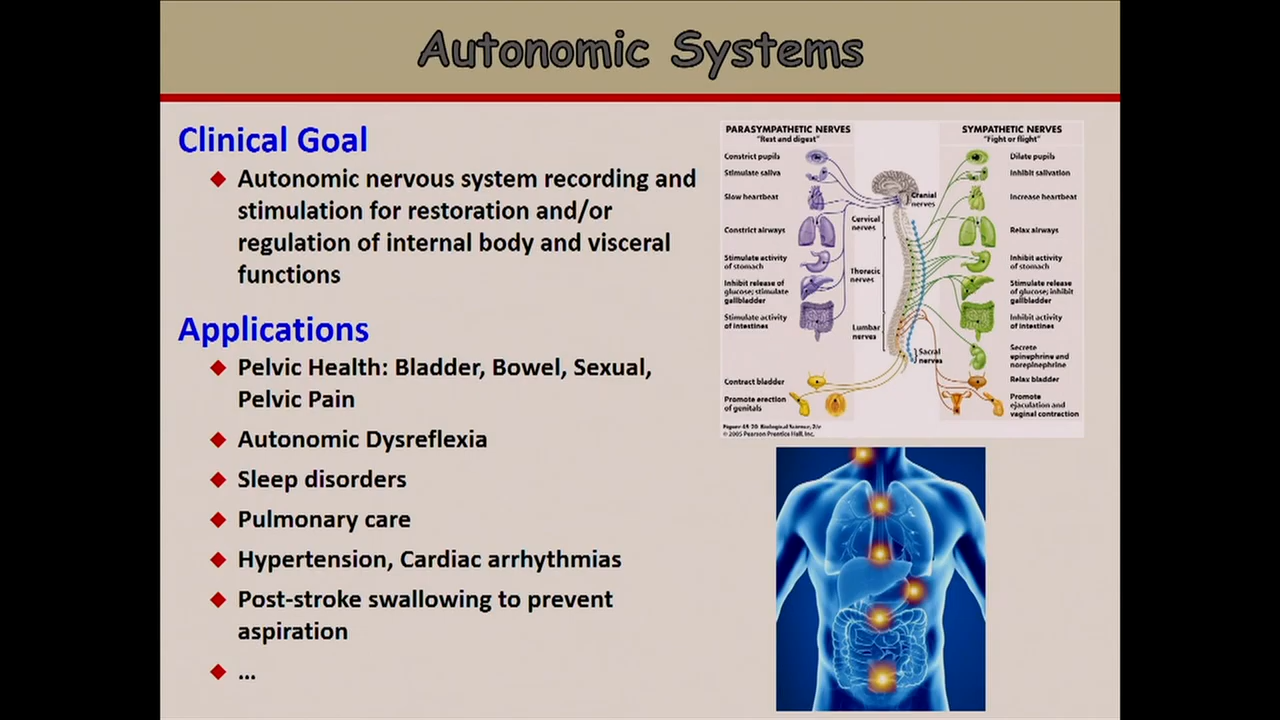 Autonomic Systems
Clinical Goal
Autonomic nervous system recording and
stimulation for restoration and/or
regulation of internal body and visceral
functions
Applications
Pelvic Health: Bladder, Bowel, Sexual,
Pelvic Pain
Autonomic Dysreflexia
Sleep disorders
Pulmonary care
Hypertension, Cardiac arrhythmias
Post-stroke swallowing to prevent
aspiration
...
PARASYMPATHETIC NERVES
"Rest and digest"
Constrict pupils
Stimulate saliva
Slow heartbeat
Constrict airways
Stimulate activity
of stomach
Inhibit release of
glucose; stimulate
gallbladder
Stimulate activity
of intestines
Contract bladder
Promote erection
of genitals
Cranial
nerves
Cervical
nerves
Thoracic
nerves
Lumbar
nerves
Sacral
nerves
SYMPATHETIC NERVES
"Fight or flight"
Dilate pupils
Inhibit salivation
Increase heartbeat
Relax airways
Inhibit activity
of stomach
Stimulate release
of glucose; inhibit
gallbladder
Inhibit activity
of intestines
Secrete
epinephrine and
norepinephrine
Relax bladder
Promote
ejaculation and
vaginal contraction
Figure 45-20 Biological Science, 2/e
© 2005 Pearson Prentice Hall, Inc.